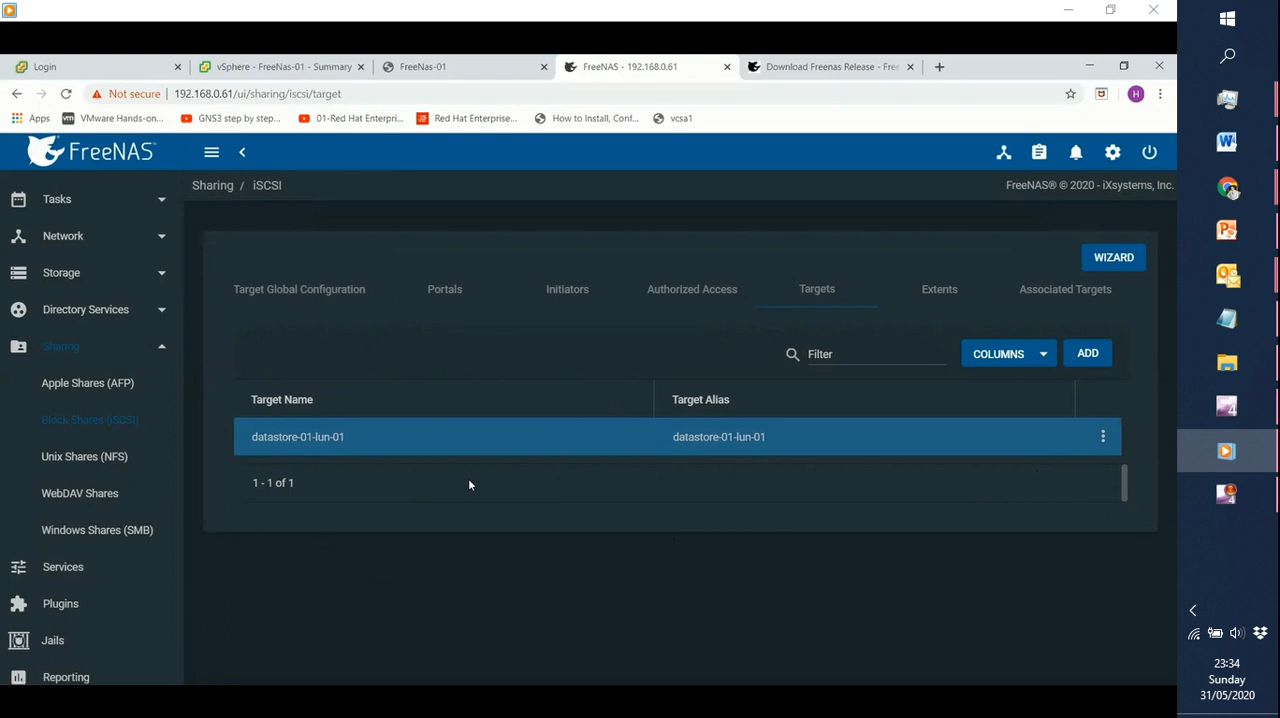 Login
vSphere - FreeNas-01 - Summary
FreeNas-01
FreeNAS - 192.168.0.61
Download Freenas Release - Free
Not secure
192.168.0.61/ui/sharing/iscsi/target
H
Apps
VMware Hands-on...
GNS3 step by step...
01-Red Hat Enterpri...
Red Hat Enterprise...
How to Install, Conf...
vcsa1
FreeNAS
Sharing / iSCSI
FreeNAS® © 2020 - iXsystems, Inc.
Tasks
Network
Storage
Directory Services
Sharing
Apple Shares (AFP)
Block Shares (iSCSI)
Unix Shares (NFS)
WebDAV Shares
Windows Shares (SMB)
Services
Plugins
Jails
Reporting
WIZARD
Target Global Configuration
Portals
Initiators
Authorized Access
Targets
Extents
Associated Targets
Filter
COLUMNS
ADD
Target Name
Target Alias
datastore-01-lun-01
datastore-01-lun-01
1 - 1 of 1
23:34
Sunday
31/05/2020